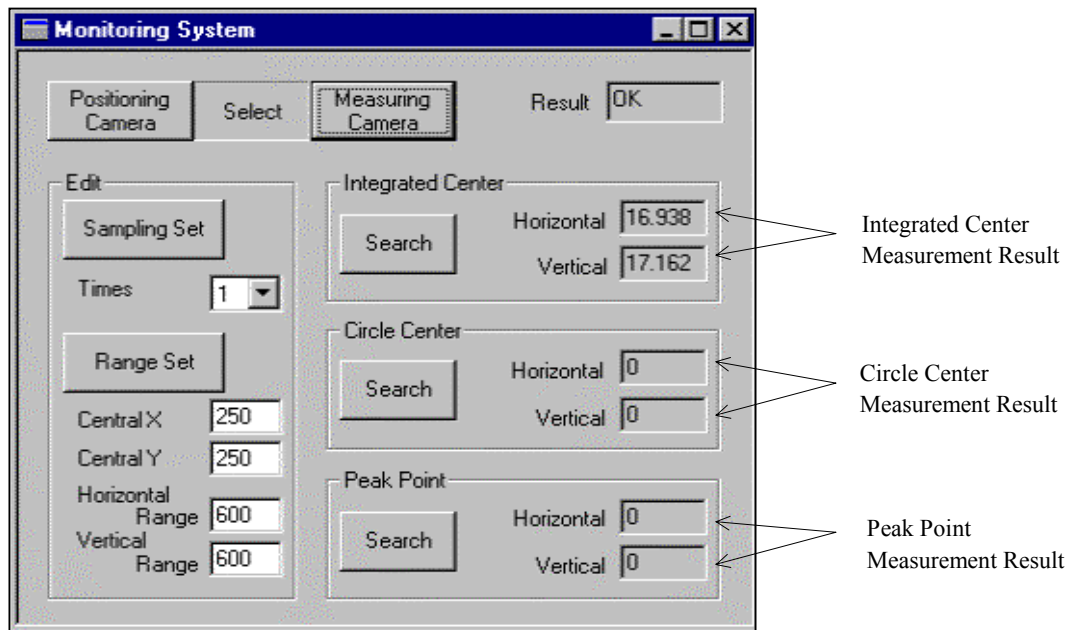 Monitoring System
Positioning
Camera
Select
Measuring
Camera
Result OK
Edit
Sampling Set
Times 1
Range Set
Central X 250
Central Y 250
Horizontal
Range 600
Vertical
Range 600
Integrated Center
Search
Horizontal 16.938
Vertical 17.162
Circle Center
Search
Horizontal 0
Vertical 0
Peak Point
Search
Horizontal 0
Vertical 0
Integrated Center
Measurement Result
Circle Center
Measurement Result
Peak Point
Measurement Result